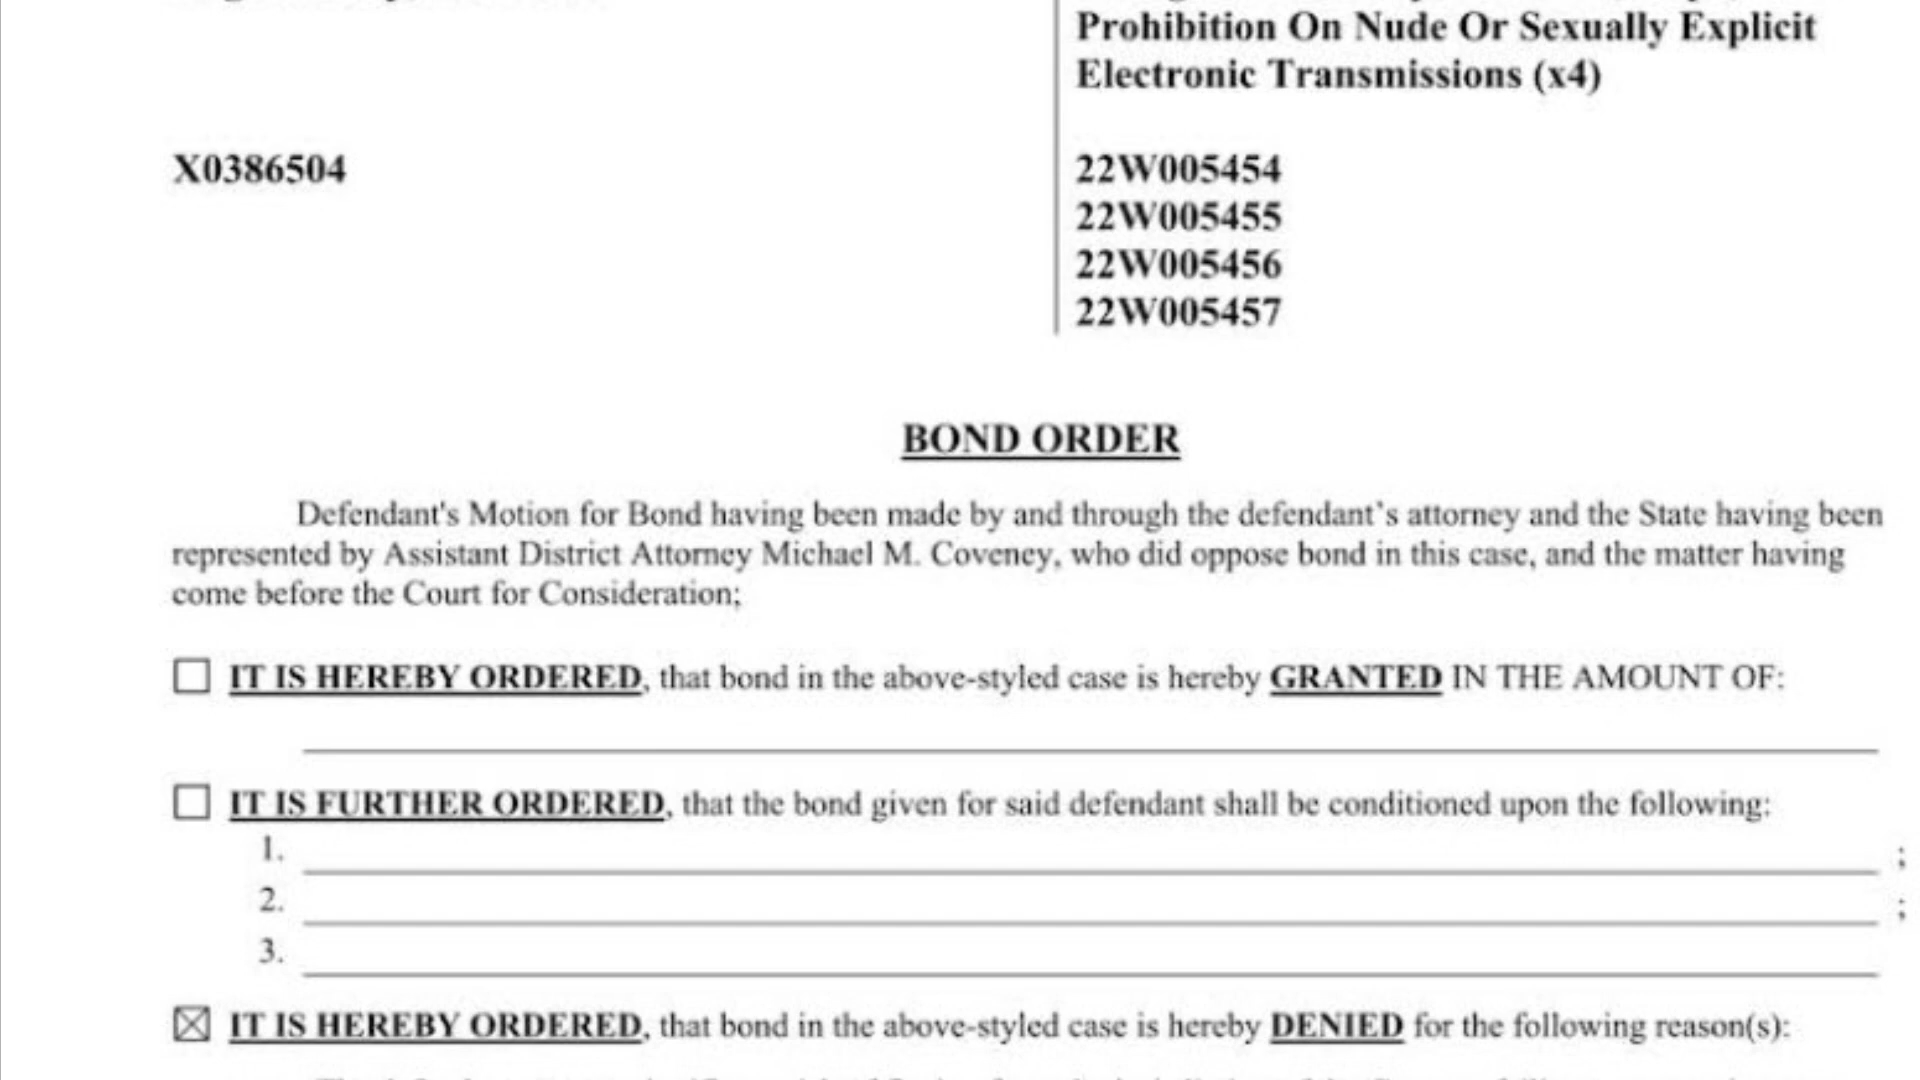 Prohibition On Nude Or Sexually Explicit
Electronic Transmissions (x4)
X0386504
22W005454
22W005455
22W005456
22W005457
BOND ORDER
Defendant's Motion for Bond having been made by and through the defendant's attorney and the State having been
represented by Assistant District Attorney Michael M. Coveney, who did oppose bond in this case, and the matter having
come before the Court for Consideration;
IT IS HEREBY ORDERED, that bond in the above-styled case is hereby GRANTED IN THE AMOUNT OF:
IT IS FURTHER ORDERED, that the bond given for said defendant shall be conditioned upon the following:
1. ;
2. ;
3.
☒ IT IS HEREBY ORDERED, that bond in the above-styled case is hereby DENIED for the following reason(s):